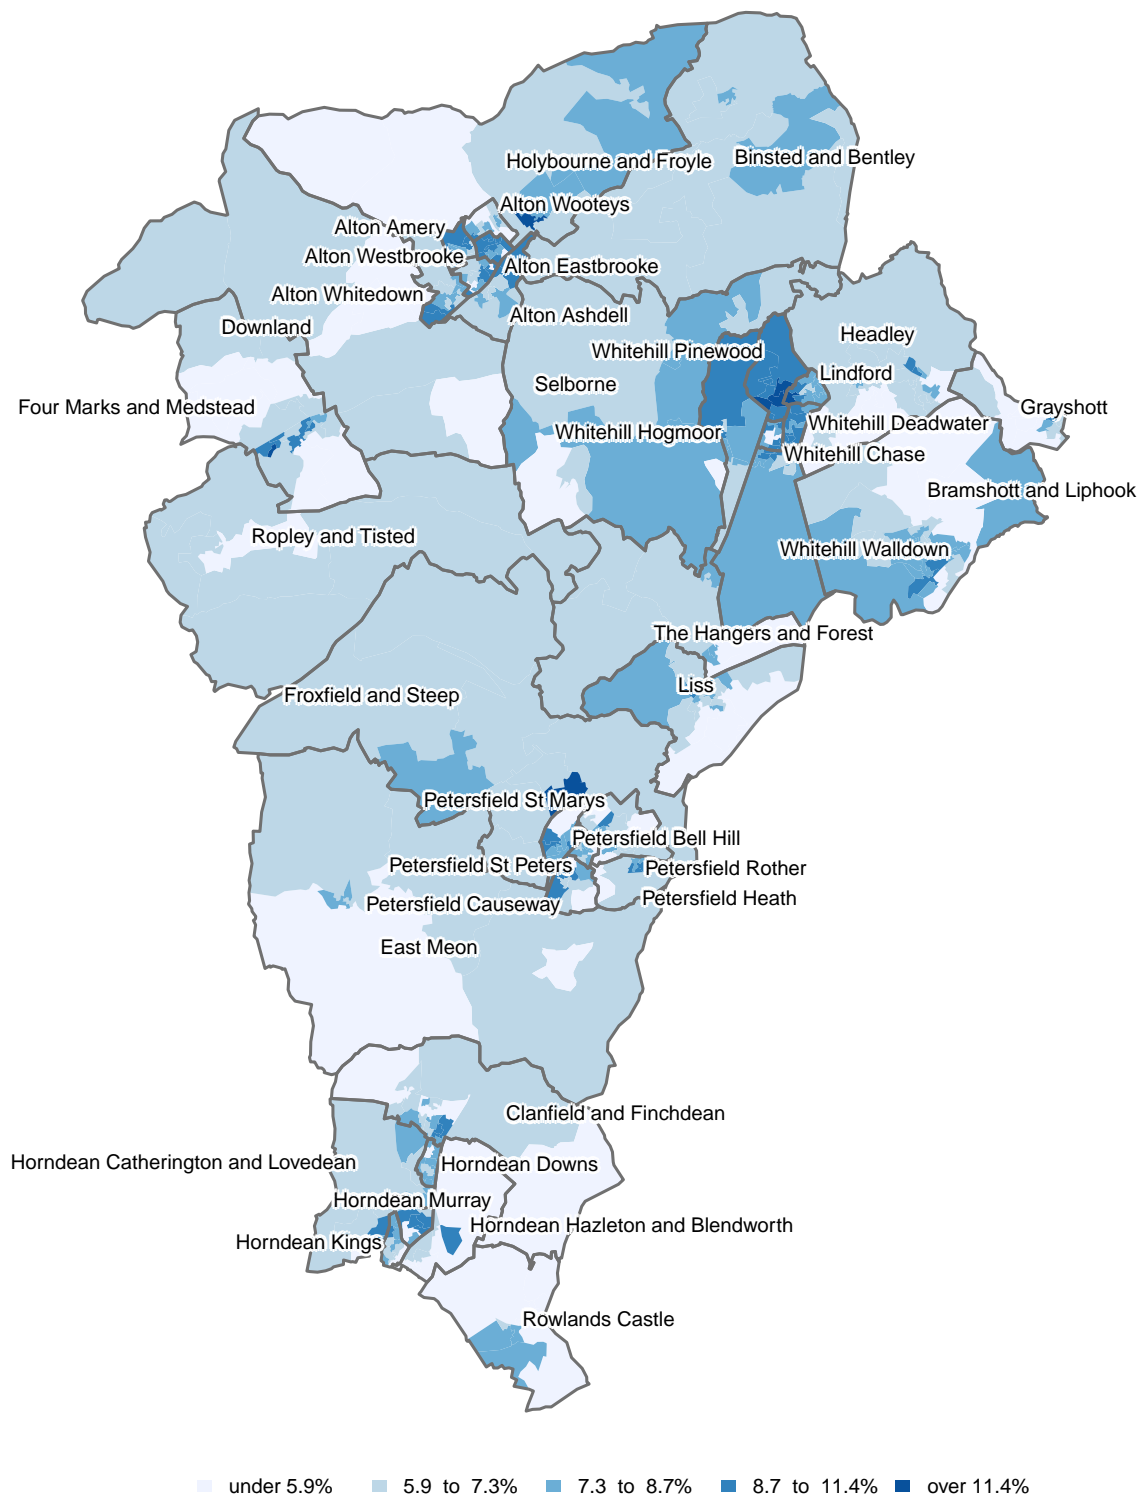 Holybourne and Froyle
Binsted and Bentley
Alton Wooteys
Alton Amery
Alton Westbrooke
Alton Eastbrooke
Alton Whitedown
Alton Ashdell
Downland
Headley
Whitehill Pinewood
Lindford
Selborne
Four Marks and Medstead
Grayshott
Whitehill Deadwater
Whitehill Hogmoor
Whitehill Chase
Bramshott and Liphook
Ropley and Tisted
Whitehill Walldown
The Hangers and Forest
Liss
Froxfield and Steep
Petersfield St Marys
Petersfield Bell Hill
Petersfield St Peters
Petersfield Rother
Petersfield Heath
Petersfield Causeway
East Meon
Clanfield and Finchdean
Horndean Catherington and Lovedean
Horndean Downs
Horndean Murray
Horndean Hazleton and Blendworth
Horndean Kings
Rowlands Castle
under 5.9% 5.9 to 7.3% 7.3 to 8.7% 8.7 to 11.4% over 11.4%